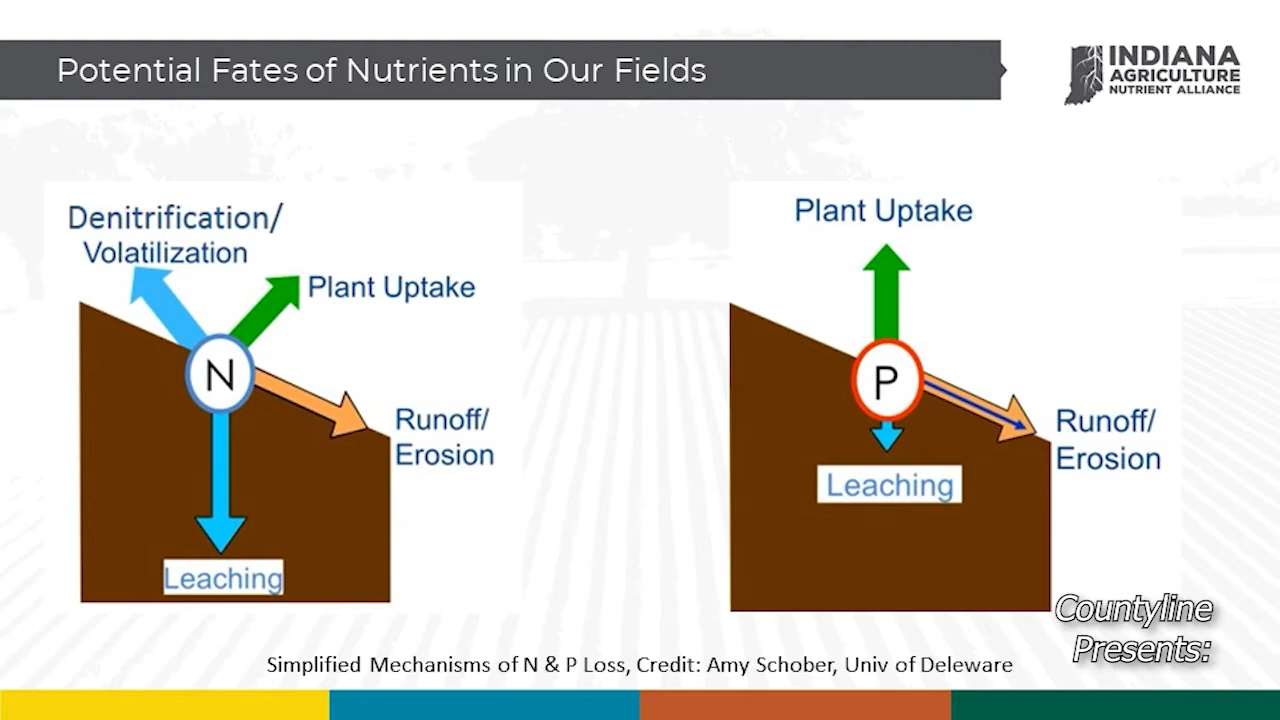 Potential Fates of Nutrients in Our Fields
INDIANA
AGRICULTURE
NUTRIENT ALLIANCE
Denitrification/
Volatilization
Plant Uptake
N
Runoff/
Erosion
Leaching
Plant Uptake
P
Runoff/
Erosion
Leaching
Countyline
Presents:
Simplified Mechanisms of N & P Loss, Credit: Amy Schober, Univ of Deleware